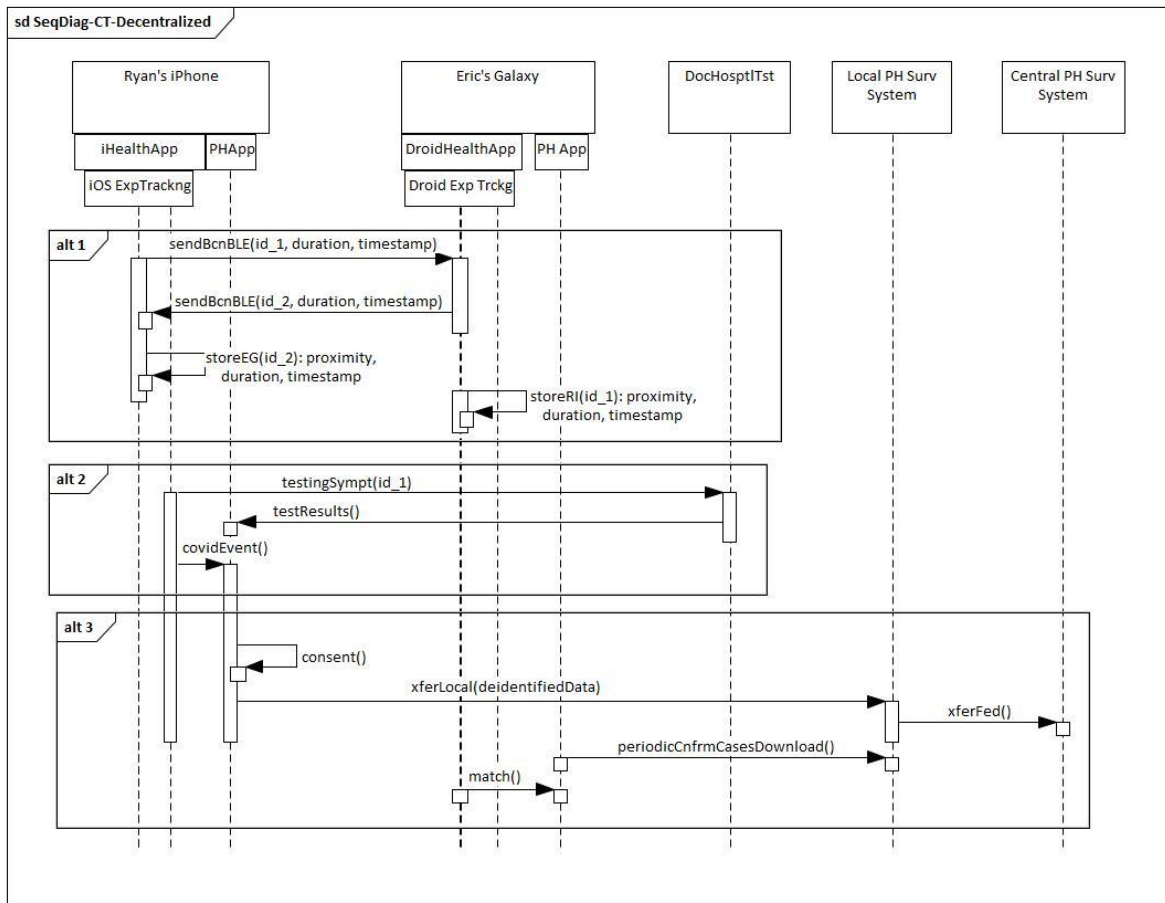 sd SeqDiag-CT-Decentralized
Ryan's iPhone
Eric's Galaxy
DocHosptlTst
Local PH Surv
System
Central PH Surv
System
iHealthApp
PHApp
DroidHealthApp
PH App
iOS ExpTrackng
Droid Exp Trckg
alt 1
sendBcnBLE(id_1, duration, timestamp)
sendBcnBLE(id_2, duration, timestamp)
storeEG(id_2): proximity,
duration, timestamp
storeRI(id_1): proximity,
duration, timestamp
alt 2
testingSympt(id_1)
testResults()
covidEvent()
alt 3
consent()
xferLocal(deidentifiedData)
xferFed()
periodicCnfrmCasesDownload()
match()